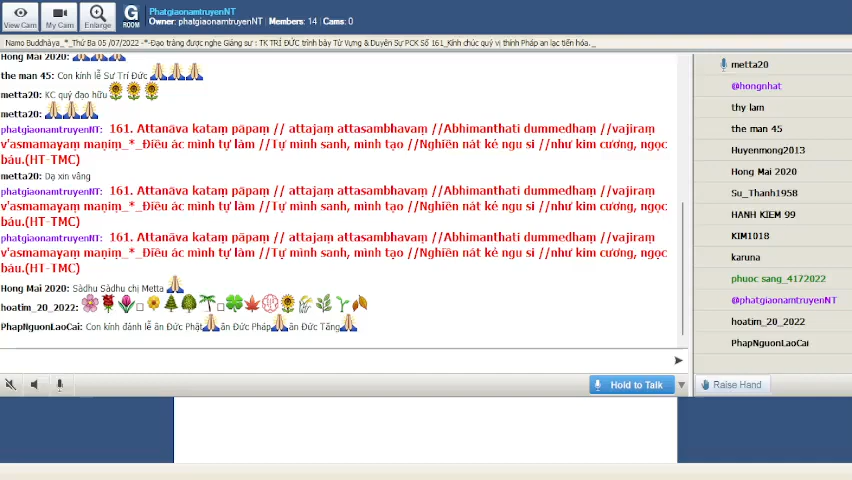 View Cam
My Cam
Enlarge
G
ROOM
PhatgiaonamtruyenNT
Owner: phatgiaonamtruyenNT | Members: 14 | Cams: 0
Namo Buddhàya_*_Thứ Ba 05 /07/2022 -*-Đạo tràng được nghe Giảng sư : TK TRÍ ĐỨC trình bày Từ Vựng & Duyên Sự PCK Số 161_Kính chúc quý vị thính Pháp an lạc tiến hóa._
Hong Mai 2020:
the man 45: Con kính lễ Sư Trí Đức
metta20: KC quý đạo hữu
metta20:
phatgiaonamtruyenNT: 161. Attanāva kataṃ pāpaṃ // attajaṃ attasambhavaṃ //Abhimanthati dummedhaṃ //vajiraṃ
v'asmamayaṃ maṇiṃ_*_Điều ác mình tự làm //Tự mình sanh, mình tạo //Nghiền nát kẻ ngu si //như kim cương, ngọc
báu.(HT-TMC)
metta20: Dạ xin vâng
phatgiaonamtruyenNT: 161. Attanāva kataṃ pāpaṃ // attajaṃ attasambhavaṃ //Abhimanthati dummedhaṃ //vajiraṃ
v'asmamayaṃ maṇiṃ_*_Điều ác mình tự làm //Tự mình sanh, mình tạo //Nghiền nát kẻ ngu si //như kim cương, ngọc
báu.(HT-TMC)
phatgiaonamtruyenNT: 161. Attanāva kataṃ pāpaṃ // attajaṃ attasambhavaṃ //Abhimanthati dummedhaṃ //vajiraṃ
v'asmamayaṃ maṇiṃ_*_Điều ác mình tự làm //Tự mình sanh, mình tạo //Nghiền nát kẻ ngu si //như kim cương, ngọc
báu.(HT-TMC)
Hong Mai 2020: Sàdhu Sàdhu chị Metta
hoatim_20_2022:
PhapNguonLaoCai: Con kính đảnh lễ ân Đức Phật ân Đức Pháp ân Đức Tăng
Hold to Talk
metta20
@hongnhat
thy lam
the man 45
Huyenmong2013
Hong Mai 2020
Su_Thanh1958
HANH KIEM 99
KIM1018
karuna
phuoc sang_4172022
@phatgiaonamtruyenNT
hoatim_20_2022
PhapNguonLaoCai
Raise Hand